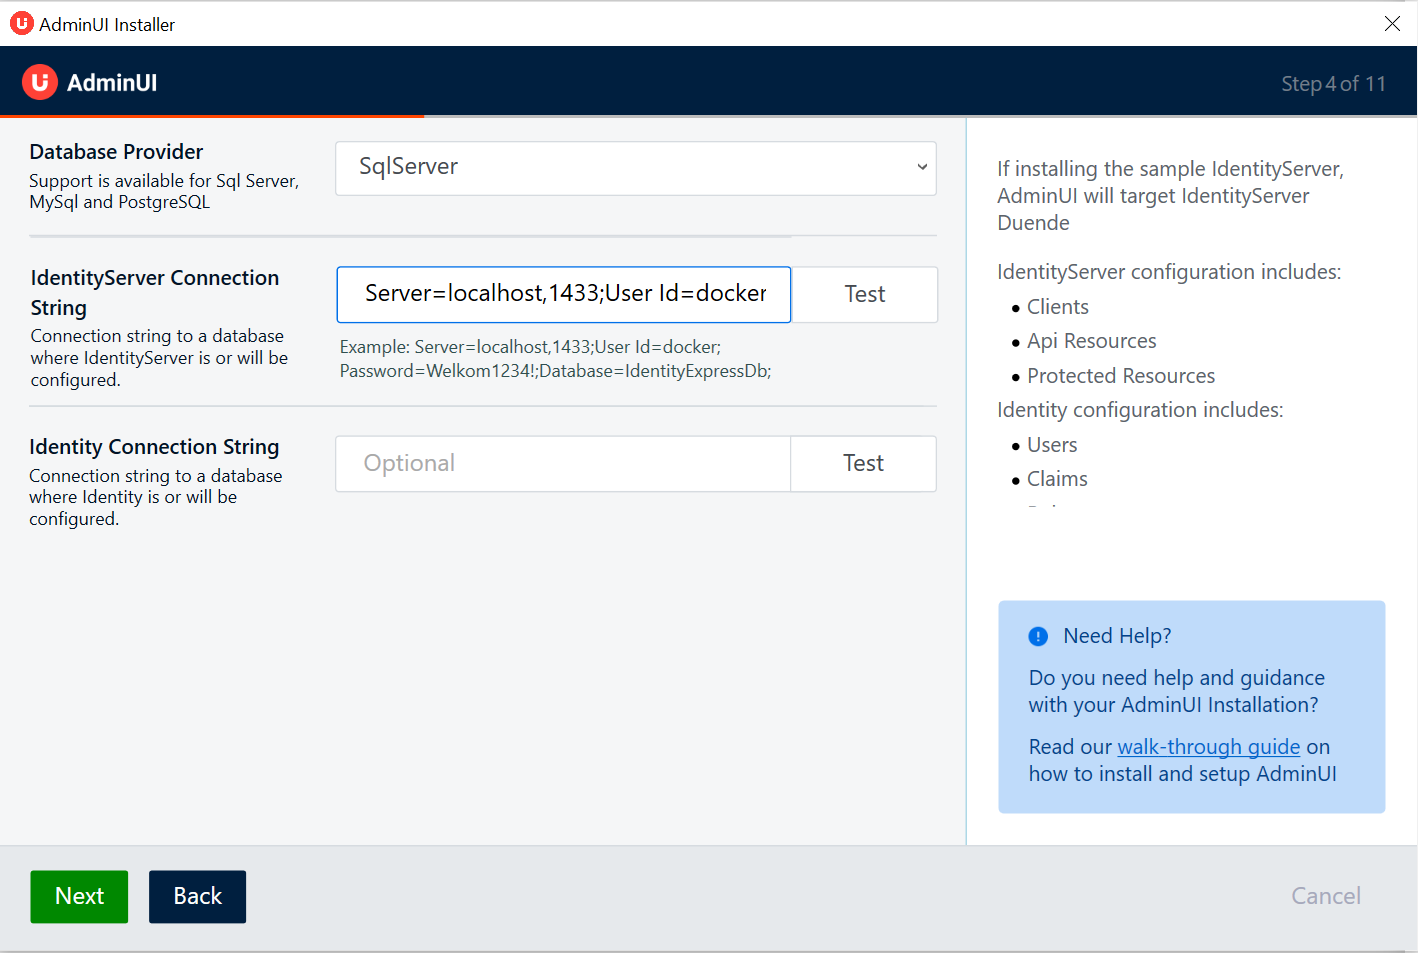 AdminUI Installer
AdminUI
Step 4 of 11
Database Provider
Support is available for Sql Server,
MySql and PostgreSQL
SqlServer
IdentityServer Connection
String
Connection string to a database
where IdentityServer is or will be
configured.
Server=localhost,1433;User Id=docker
Test
Example: Server=localhost,1433;User Id=docker;
Password=Welkom1234!;Database=IdentityExpressDb;
Identity Connection String
Connection string to a database
where Identity is or will be
configured.
Optional
Test
If installing the sample IdentityServer,
AdminUI will target IdentityServer
Duende
IdentityServer configuration includes:
• Clients
• Api Resources
• Protected Resources
Identity configuration includes:
• Users
• Claims
Need Help?
Do you need help and guidance
with your AdminUI Installation?
Read our walk-through guide on
how to install and setup AdminUI
Next
Back
Cancel